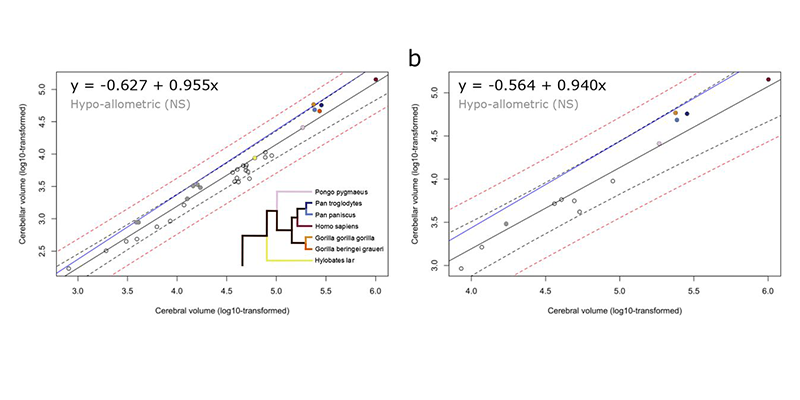 b
y = -0.627 + 0.955x
Hypo-allometric (NS)
Cerebellar volume (log10-transformed)
5.0
4.5
4.0
3.5
3.0
2.5
Pongo pygmaeus
Pan troglodytes
Pan paniscus
Homo sapiens
Gorilla gorilla gorilla
Gorilla beringei graueri
Hylobates lar
3.0 3.5 4.0 4.5 5.0 5.5 6.0
Cerebral volume (log10-transformed)
y = -0.564 + 0.940x
Hypo-allometric (NS)
Cerebellar volume (log10-transformed)
5.0
4.5
4.0
3.5
3.0
4.0 4.5 5.0 5.5 6.0
Cerebral volume (log10-transformed)